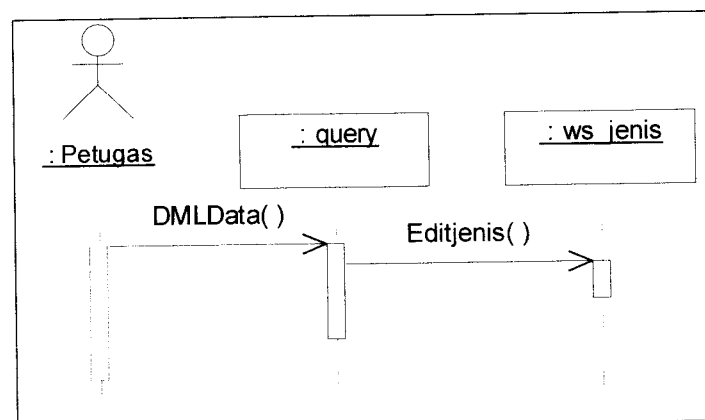 : Petugas
: query
: ws_jenis
DMLData( )
Editjenis( )